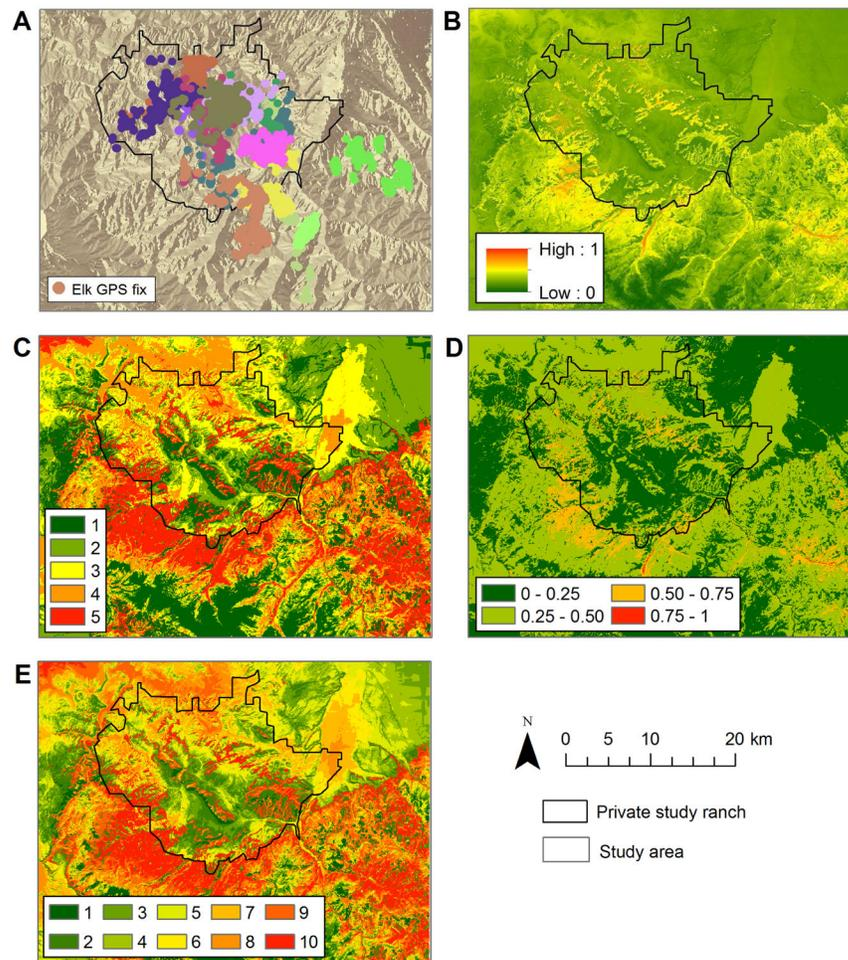 A
Elk GPS fix
B
High : 1
Low : 0
C
1
2
3
4
5
D
0 - 0.25
0.50 - 0.75
0.25 - 0.50
0.75 - 1
E
1 3 5 7 9
2 4 6 8 10
N
0 5 10 20 km
Private study ranch
Study area